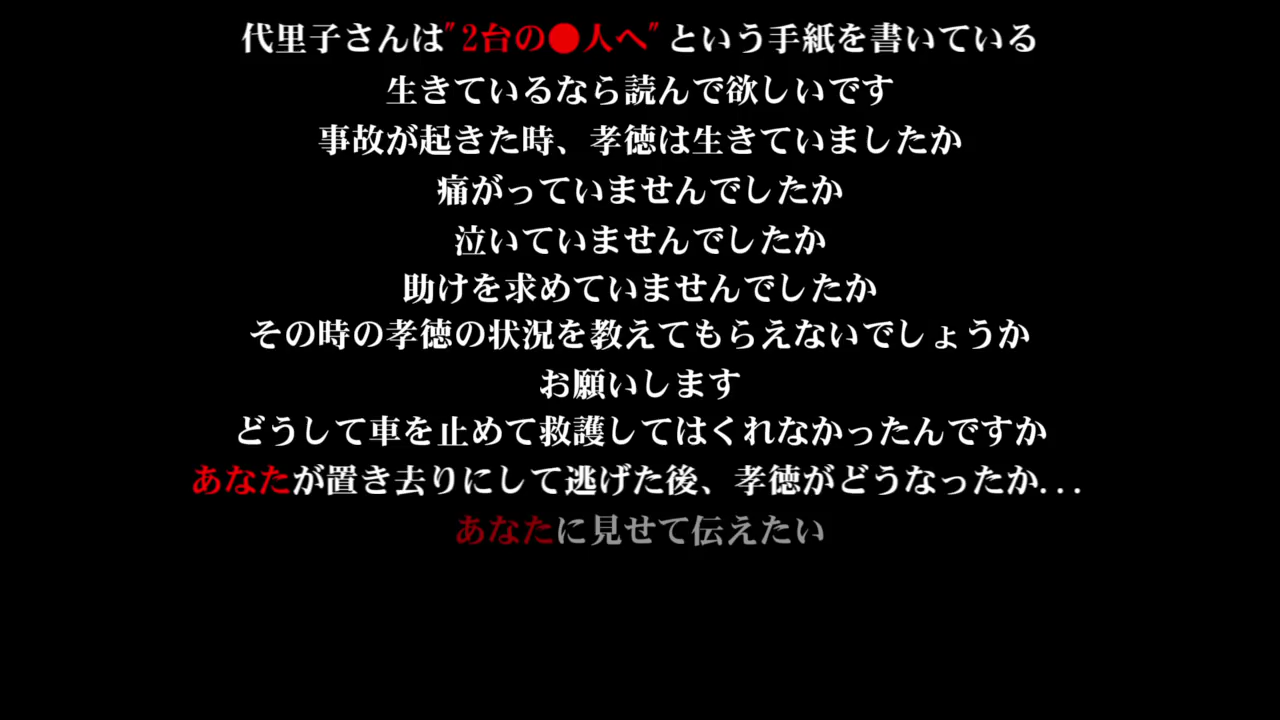 代里子さんは"2台の●人へ"という手紙を書いている
生きているなら読んで欲しいです
事故が起きた時、孝徳は生きていましたか
痛がっていませんでしたか
泣いていませんでしたか
助けを求めていませんでしたか
その時の孝徳の状況を教えてもらえないでしょうか
お願いします
どうして車を止めて救護してはくれなかったんですか
あなたが置き去りにして逃げた後、孝徳がどうなったか...
あなたに見せて伝えたい